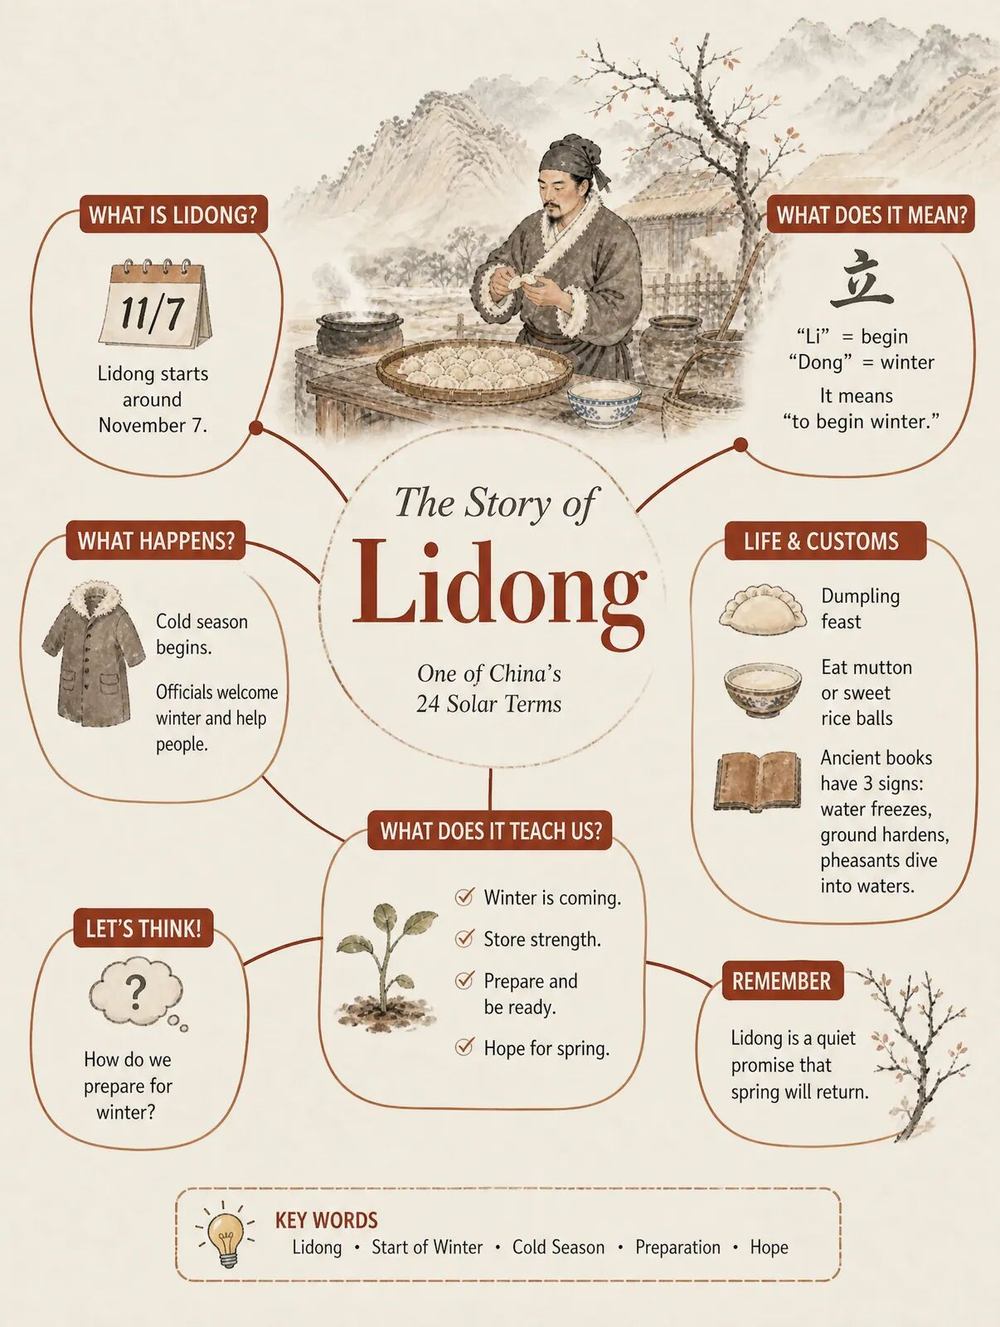 WHAT IS LIDONG?
11/7
Lidong starts
around
November 7.
WHAT DOES IT MEAN?
立
“Li” = begin
“Dong” = winter
It means
“to begin winter.”
The Story of
Lidong
One of China’s
24 Solar Terms
WHAT HAPPENS?
Cold season
begins.
Officials welcome
winter and help
people.
LIFE & CUSTOMS
Dumpling
feast
Eat mutton
or sweet
rice balls
Ancient books
have 3 signs:
water freezes,
ground hardens,
pheasants dive
into waters.
WHAT DOES IT TEACH US?
Winter is coming.
Store strength.
Prepare and
be ready.
Hope for spring.
LET’S THINK!
?
How do we
prepare for
winter?
REMEMBER
Lidong is a quiet
promise that
spring will return.
KEY WORDS
Lidong • Start of Winter • Cold Season • Preparation • Hope